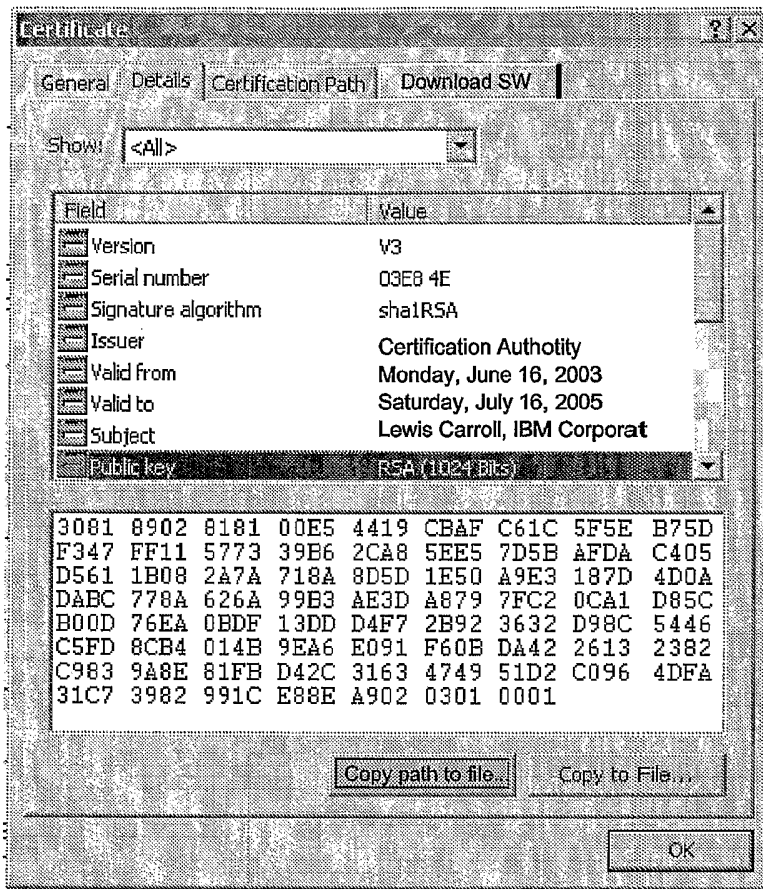 Certificate ? ×
General Details Certification Path Download SW
Show: <All>
Field Value
Version V3
Serial number 03E8 4E
Signature algorithm sha1RSA
Issuer Certification Authotity
Valid from Monday, June 16, 2003
Valid to Saturday, July 16, 2005
Subject Lewis Carroll, IBM Corporat
Public key RSA (1024 Bits)
3081 8902 8181 00E5 4419 CBAF C61C 5F5E B75D
F347 FF11 5773 39B6 2CA8 5EE5 7D5B AFDA C405
D561 1B08 2A7A 718A 8D5D 1E50 A9E3 187D 4D0A
DABC 778A 626A 99B3 AE3D A879 7FC2 0CA1 D85C
B00D 76EA 0BDF 13DD D4F7 2B92 3632 D98C 5446
C5FD 8CB4 014B 9EA6 E091 F60B DA42 2613 2382
C983 9A8E 81FB D42C 3163 4749 51D2 C096 4DFA
31C7 3982 991C E88E A902 0301 0001
Copy path to file.. Copy to File...
OK